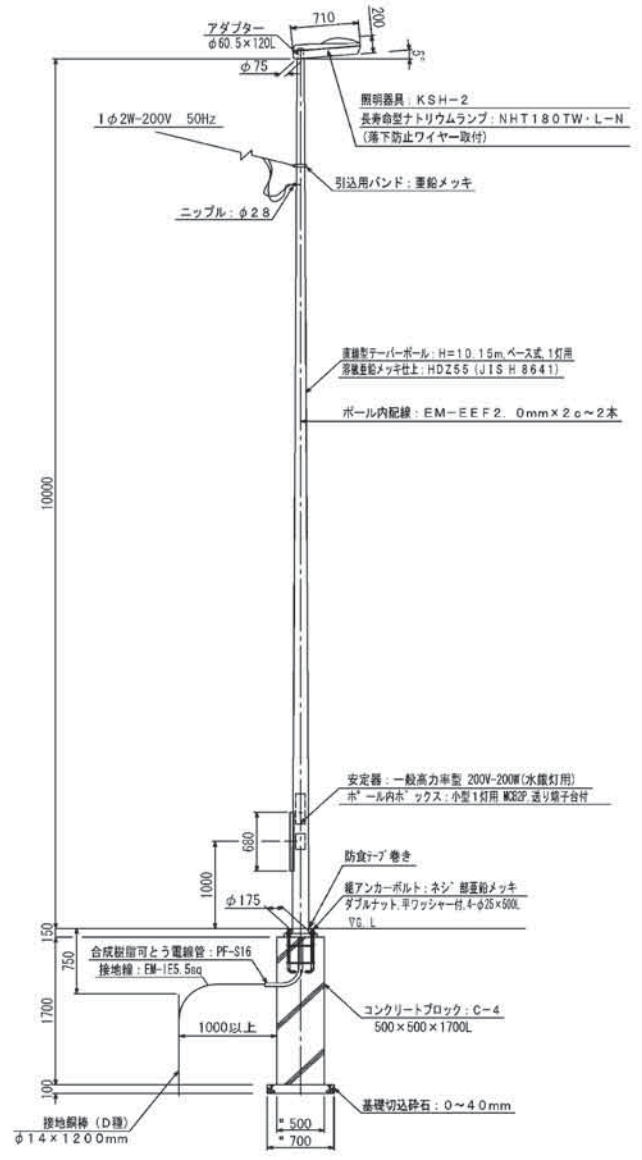 710
200
アダプター
φ60.5×120L
5°
φ75
照明器具：KSH－2
長寿命型ナトリウムランプ：NHT180TW・L－N
(落下防止ワイヤー取付)
1φ2W-200V 50Hz
引込用バンド：亜鉛メッキ
ニップル：φ28
直線型テーパーポール：H=10.15m,ベース式,1灯用
溶融亜鉛メッキ仕上：HDZ55 (JIS H 8641)
ポール内配線：EM－EEF2.0mm×2c～2本
10000
安定器：一般高力率型 200V-200W(水銀灯用)
ポール内ボックス：小型1灯用 MCB2P,送り端子台付
680
1000
防食テープ巻き
φ175
組アンカーボルト：ネジ部亜鉛メッキ
ダブルナット,平ワッシャー付,4-φ25×500L
▽G.L
150
750
合成樹脂可とう電線管：PF-S16
接地線：EM-IE5.5sq
1700
1000以上
コンクリートブロック：C－4
500×500×1700L
100
基礎切込砕石：0～40mm
接地銅棒（D種）
φ14×1200mm
* 500
* 700